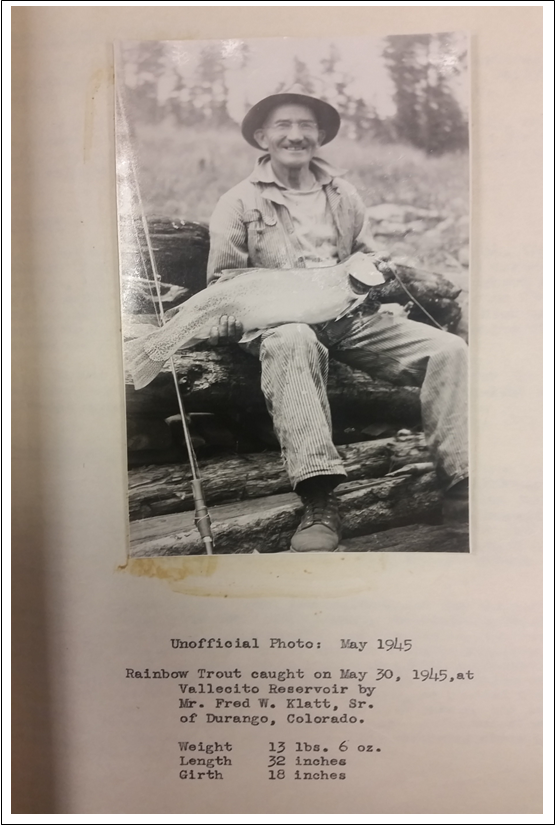 Unofficial Photo: May 1945
Rainbow Trout caught on May 30, 1945,at
Vallecito Reservoir by
Mr. Fred W. Klatt, Sr.
of Durango, Colorado.
Weight 13 lbs. 6 oz.
Length 32 inches
Girth 18 inches